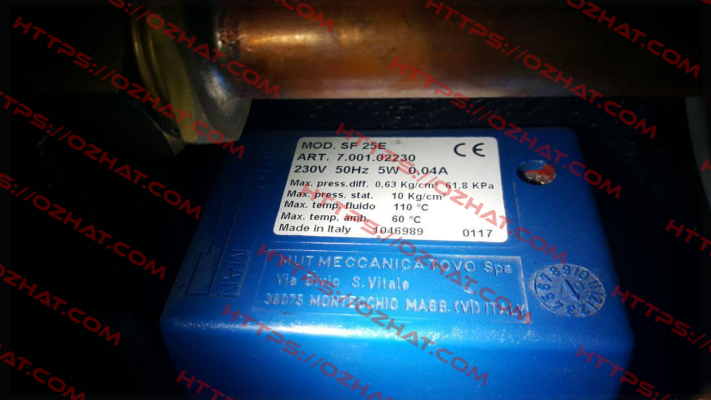 MOD. SF 25E
ART. 7.001.02230
230V 50Hz 5W 0,04A
Max. press.diff. 0,63 Kg/cm² 61,8 KPa
Max. press. stat. 10 Kg/cm²
Max. temp. fluido 110 °C
Max. temp. amb. 60 °C
Made in Italy 1046989 0117
CE
MAN
MUT MECCANICA TOVO SpA
Via Bivio S. Vitale
36075 MONTECCHIO MAGG. (VI) ITALY
HTTPS://OZHAT.COM